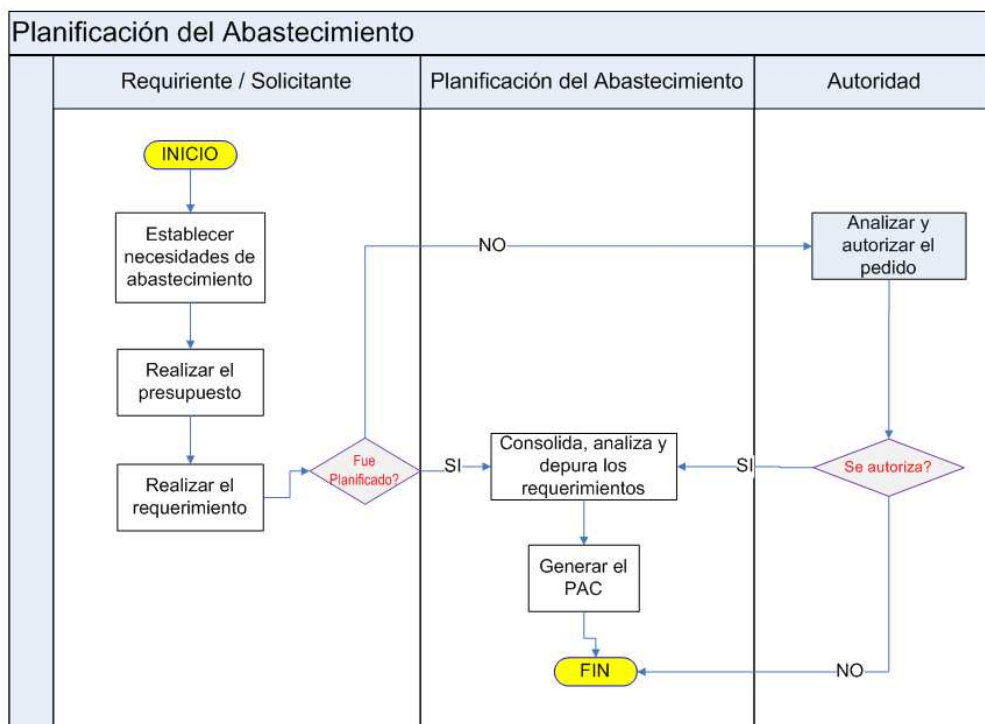 Planificación del Abastecimiento
Requiriente / Solicitante
Planificación del Abastecimiento
Autoridad
INICIO
Establecer
necesidades de
abastecimiento
Realizar el
presupuesto
Realizar el
requerimiento
Fue
Planificado?
NO
SI
Analizar y
autorizar el
pedido
Se autoriza?
SI
NO
Consolida, analiza y
depura los
requerimientos
Generar el
PAC
FIN